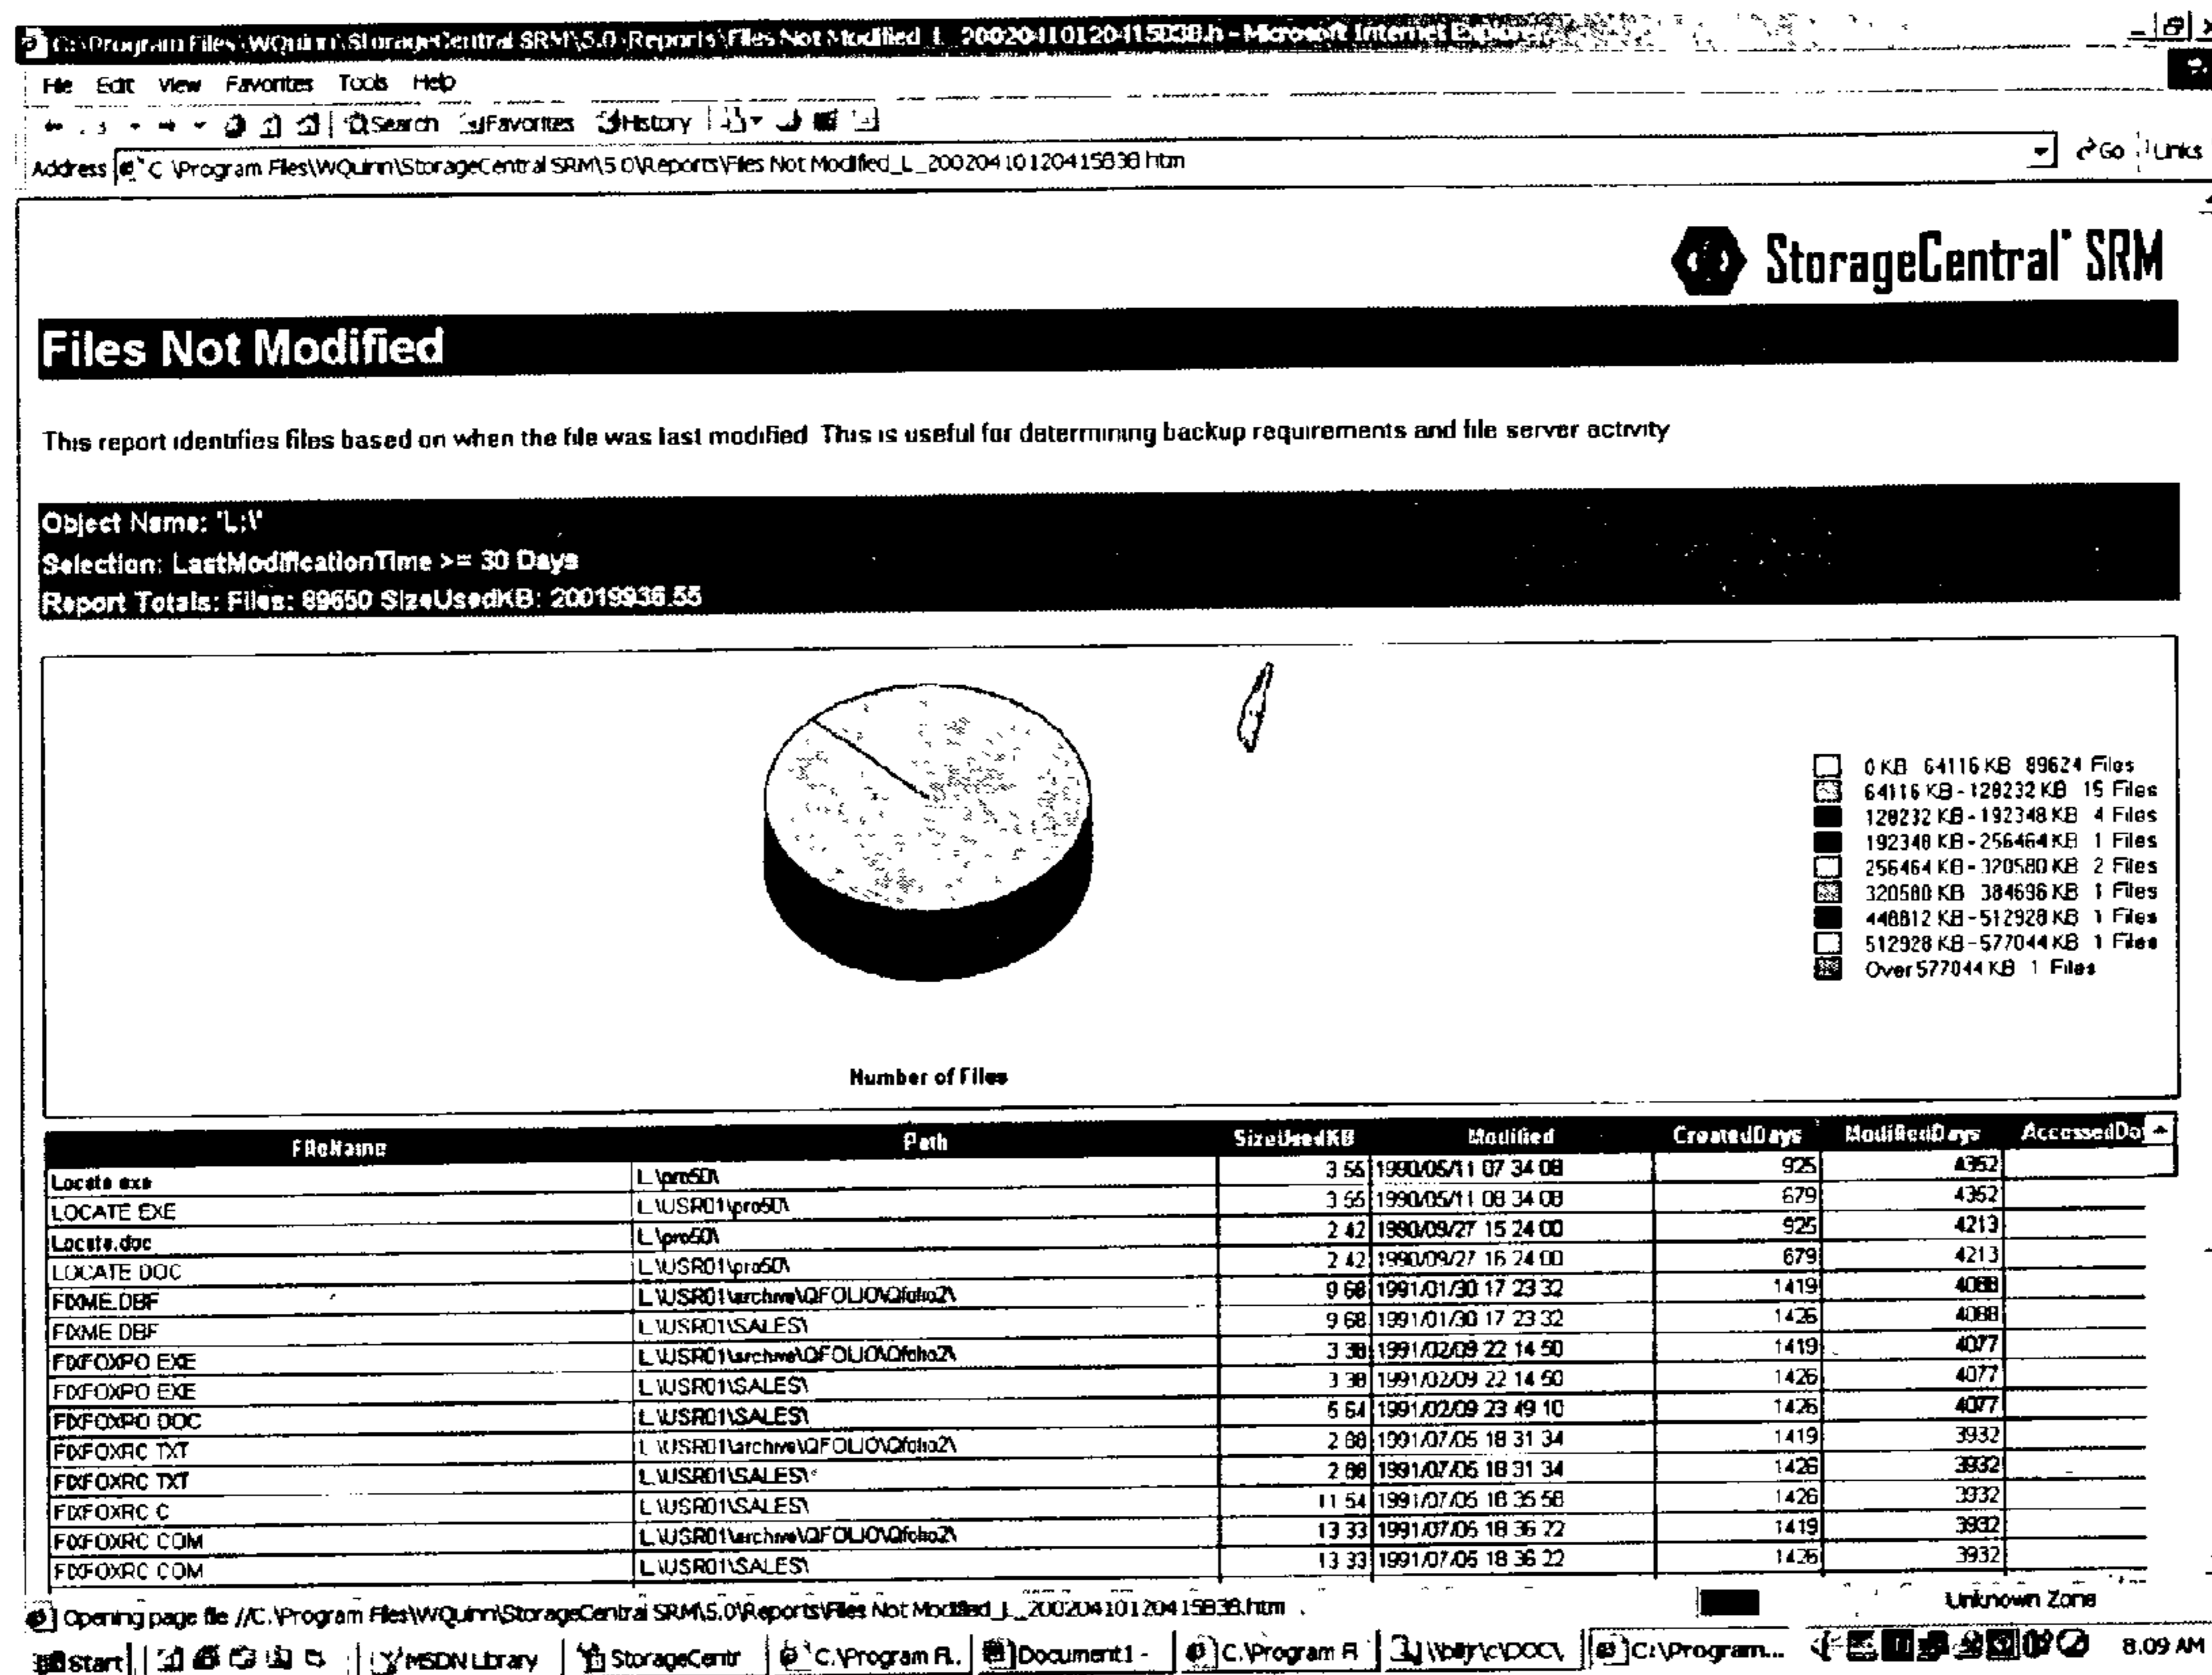 C:\Program Files\WQuinn\StorageCentral SRM\5.0\Reports\Files Not Modified_L_20020410120415838.h - Microsoft Internet Explorer
File Edit View Favorites Tools Help
Search Favorites History
Address C \Program Files\WQuinn\StorageCentral SRM\5 0\Reports\Files Not Modified_L_20020410120415838 htm Go Links
StorageCentral SRM
Files Not Modified
This report identifies files based on when the file was last modified This is useful for determining backup requirements and file server activity
Object Name: 'L:\'
Selection: LastModificationTime >= 30 Days
Report Totals: Files: 89650 SizeUsedKB: 20019936.55
0 KB 64116 KB 89624 Files
64116 KB - 128232 KB 15 Files
128232 KB - 192348 KB 4 Files
192348 KB - 256464 KB 1 Files
256464 KB - 320580 KB 2 Files
320580 KB 384696 KB 1 Files
448812 KB - 512928 KB 1 Files
512928 KB - 577044 KB 1 Files
Over 577044 KB 1 Files
Number of Files
FileName Path SizeUsedKB Modified CreatedDays ModifiedDays AccessedDa
Locate exe L \pro50\ 3 55 1990/05/11 07 34 08 925 4352
LOCATE EXE L \USR01\pro50\ 3 55 1990/05/11 08 34 08 679 4352
Locate.doc L \pro50\ 2 42 1990/09/27 15 24 00 925 4213
LOCATE DOC L \USR01\pro50\ 2 42 1990/09/27 16 24 00 679 4213
FIXME.DBF L \USR01\archive\QFOLIO\Qfolio2\ 9 68 1991/01/30 17 23 32 1419 4088
FIXME DBF L \USR01\SALES\ 9 68 1991/01/30 17 23 32 1426 4088
FIXFOXPO EXE L \USR01\archive\QFOLIO\Qfolio2\ 3 38 1991/02/09 22 14 50 1419 4077
FIXFOXPO EXE L \USR01\SALES\ 3 38 1991/02/09 22 14 50 1426 4077
FIXFOXPO DOC L \USR01\SALES\ 5 64 1991/02/09 23 49 10 1426 4077
FIXFOXRC TXT L \USR01\archive\QFOLIO\Qfolio2\ 2 88 1991/07/05 18 31 34 1419 3932
FIXFOXRC TXT L \USR01\SALES\ 2 88 1991/07/05 18 31 34 1426 3932
FIXFOXRC C L \USR01\SALES\ 11 54 1991/07/05 18 35 58 1426 3932
FIXFOXRC COM L \USR01\archive\QFOLIO\Qfolio2\ 13 33 1991/07/05 18 36 22 1419 3932
FIXFOXRC COM L \USR01\SALES\ 13 33 1991/07/05 18 36 22 1426 3932
Opening page file //C.\Program Files\WQuinn\StorageCentral SRM\5.0\Reports\Files Not Modified_L_20020410120415838.htm . Unknown Zone
Start MSDN Library StorageCentr C.\Program Fi.. Document1 - C.\Program Fi C:\Program... 8.09 AM